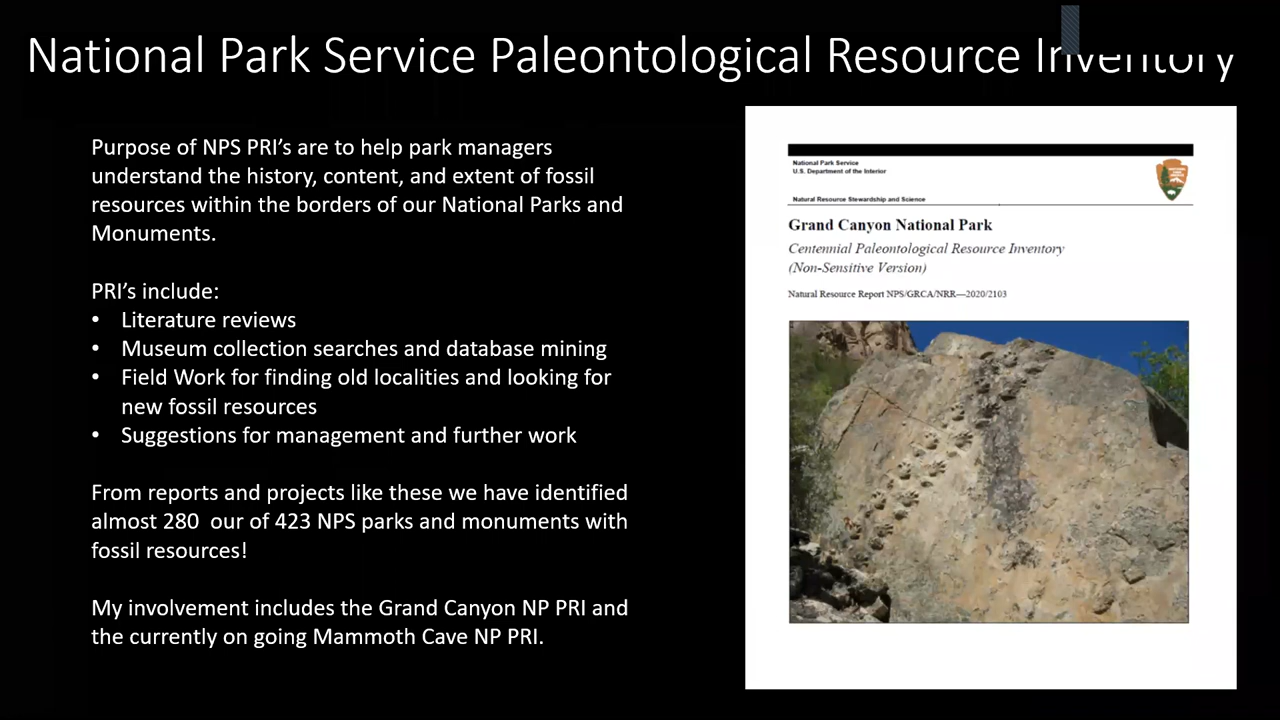 National Park Service Paleontological Resource Inventory
Purpose of NPS PRI’s are to help park managers
understand the history, content, and extent of fossil
resources within the borders of our National Parks and
Monuments.
PRI’s include:
• Literature reviews
• Museum collection searches and database mining
• Field Work for finding old localities and looking for
new fossil resources
• Suggestions for management and further work
From reports and projects like these we have identified
almost 280  our of 423 NPS parks and monuments with
fossil resources!
My involvement includes the Grand Canyon NP PRI and
the currently on going Mammoth Cave NP PRI.
National Park Service
U.S. Department of the Interior
Natural Resource Stewardship and Science
Grand Canyon National Park
Centennial Paleontological Resource Inventory
(Non-Sensitive Version)
Natural Resource Report NPS/GRCA/NRR—2020/2103